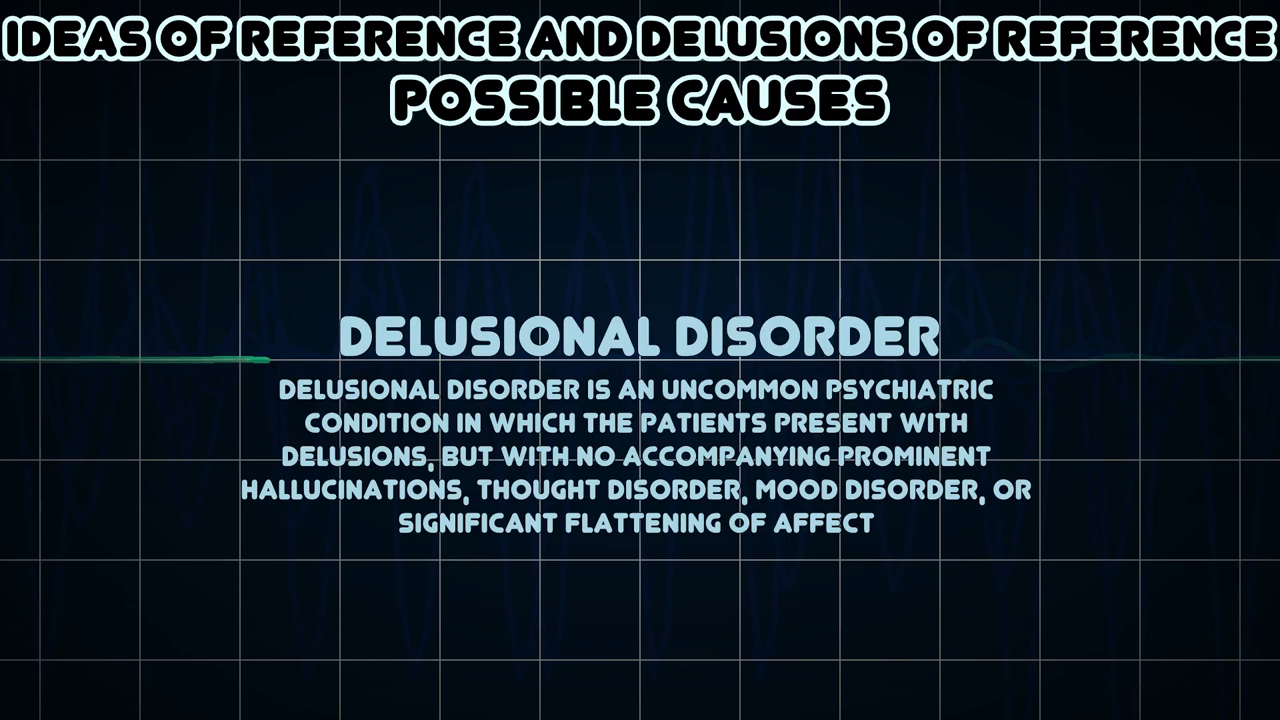 IDEAS OF REFERENCE AND DELUSIONS OF REFERENCE
POSSIBLE CAUSES
DELUSIONAL DISORDER
DELUSIONAL DISORDER IS AN UNCOMMON PSYCHIATRIC
CONDITION IN WHICH THE PATIENTS PRESENT WITH
DELUSIONS, BUT WITH NO ACCOMPANYING PROMINENT
HALLUCINATIONS, THOUGHT DISORDER, MOOD DISORDER, OR
SIGNIFICANT FLATTENING OF AFFECT